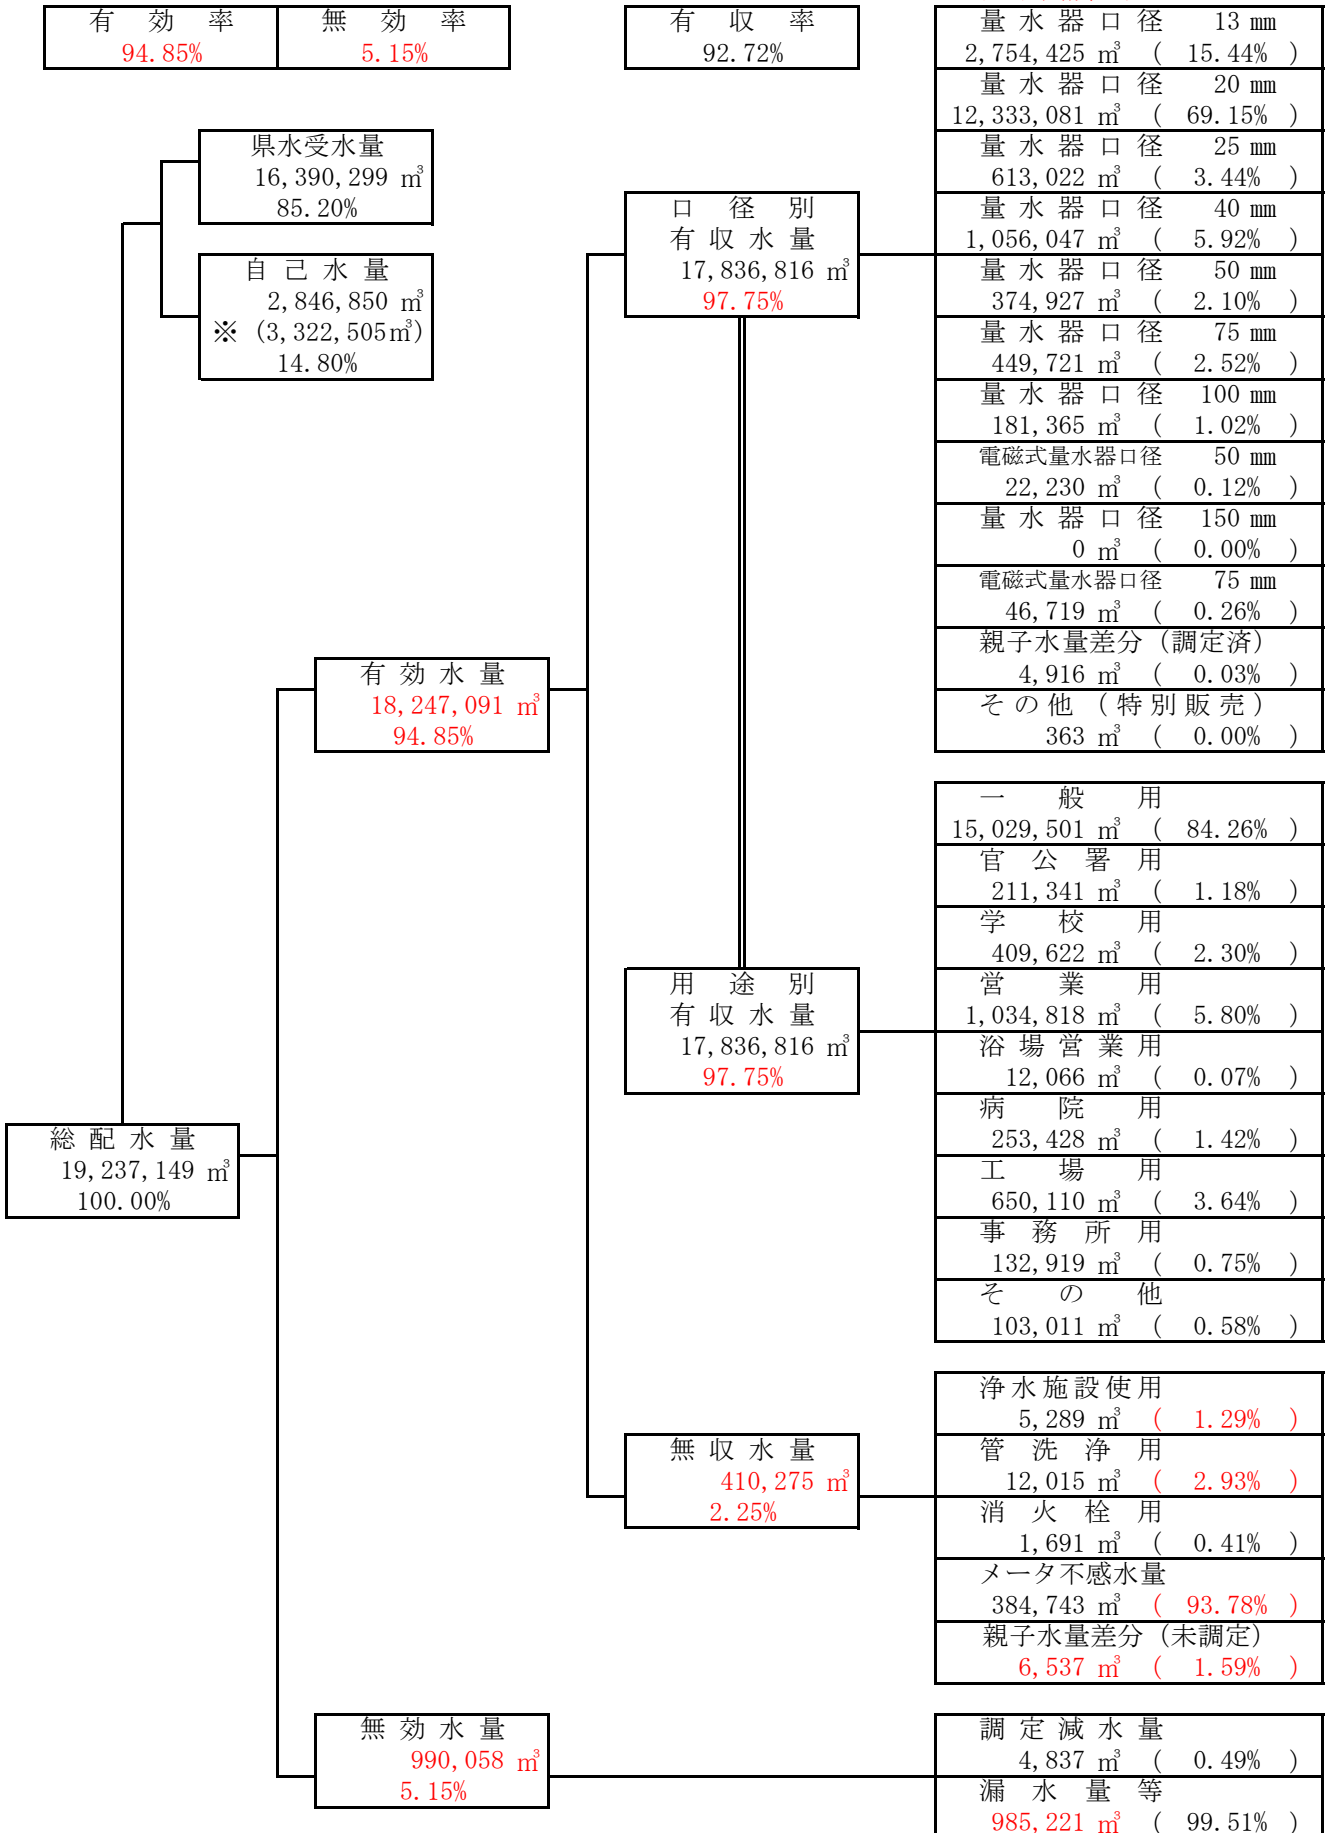 有効率 無効率
94.85% 5.15%
有収率
92.72%
県水受水量
16,390,299 ㎥
85.20%
自己水量
2,846,850 ㎥
※ (3,322,505㎥)
14.80%
総配水量
19,237,149 ㎥
100.00%
有効水量
18,247,091 ㎥
94.85%
無効水量
990,058 ㎥
5.15%
口径別
有収水量
17,836,816 ㎥
97.75%
用途別
有収水量
17,836,816 ㎥
97.75%
無収水量
410,275 ㎥
2.25%
量水器口径 13 ㎜
2,754,425 ㎥ ( 15.44% )
量水器口径 20 ㎜
12,333,081 ㎥ ( 69.15% )
量水器口径 25 ㎜
613,022 ㎥ ( 3.44% )
量水器口径 40 ㎜
1,056,047 ㎥ ( 5.92% )
量水器口径 50 ㎜
374,927 ㎥ ( 2.10% )
量水器口径 75 ㎜
449,721 ㎥ ( 2.52% )
量水器口径 100 ㎜
181,365 ㎥ ( 1.02% )
電磁式量水器口径 50 ㎜
22,230 ㎥ ( 0.12% )
量水器口径 150 ㎜
0 ㎥ ( 0.00% )
電磁式量水器口径 75 ㎜
46,719 ㎥ ( 0.26% )
親子水量差分（調定済）
4,916 ㎥ ( 0.03% )
その他（特別販売）
363 ㎥ ( 0.00% )
一般用
15,029,501 ㎥ ( 84.26% )
官公署用
211,341 ㎥ ( 1.18% )
学校用
409,622 ㎥ ( 2.30% )
営業用
1,034,818 ㎥ ( 5.80% )
浴場営業用
12,066 ㎥ ( 0.07% )
病院用
253,428 ㎥ ( 1.42% )
工場用
650,110 ㎥ ( 3.64% )
事務所用
132,919 ㎥ ( 0.75% )
その他
103,011 ㎥ ( 0.58% )
浄水施設使用
5,289 ㎥ ( 1.29% )
管洗浄用
12,015 ㎥ ( 2.93% )
消火栓用
1,691 ㎥ ( 0.41% )
メータ不感水量
384,743 ㎥ ( 93.78% )
親子水量差分（未調定）
6,537 ㎥ ( 1.59% )
調定減水量
4,837 ㎥ ( 0.49% )
漏水量等
985,221 ㎥ ( 99.51% )